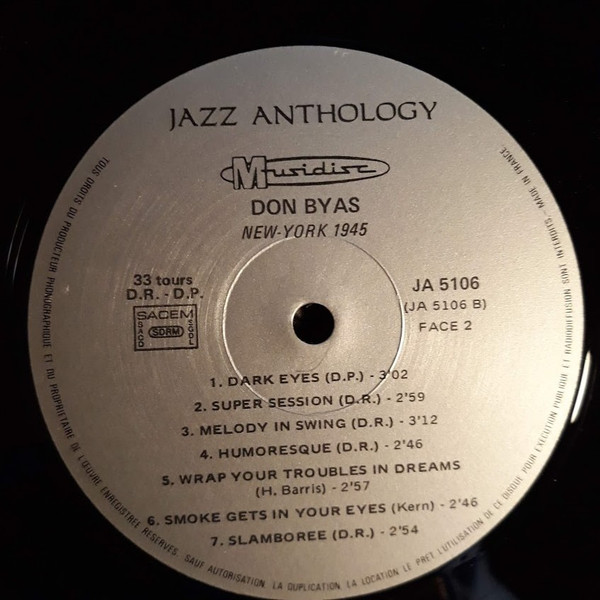 JAZZ ANTHOLOGY
Musidisc
DON BYAS
NEW-YORK 1945
33 tours
D.R. - D.P.
SACEM
SACD
SDRM
SGDL
JA 5106
(JA 5106 B)
FACE 2
1. DARK EYES (D.P.) - 3'02
2. SUPER SESSION (D.R.) - 2'59
3. MELODY IN SWING (D.R.) - 3'12
4. HUMORESQUE (D.R.) - 2'46
5. WRAP YOUR TROUBLES IN DREAMS
(H. Barris) - 2'57
6. SMOKE GETS IN YOUR EYES (Kern) - 2'46
7. SLAMBOREE (D.R.) - 2'54
TOUS DROITS DU PRODUCTEUR PHONOGRAPHIQUE ET DU PROPRIETAIRE DE L'ŒUVRE ENREGISTREE RESERVES. SAUF AUTORISATION LA DUPLICATION, LA LOCATION LE PRET L'UTILISATION DE CE DISQUE POUR EXECUTION PUBLIQUE ET RADIODIFFUSION SONT INTERDITS. - MADE IN FRANCE